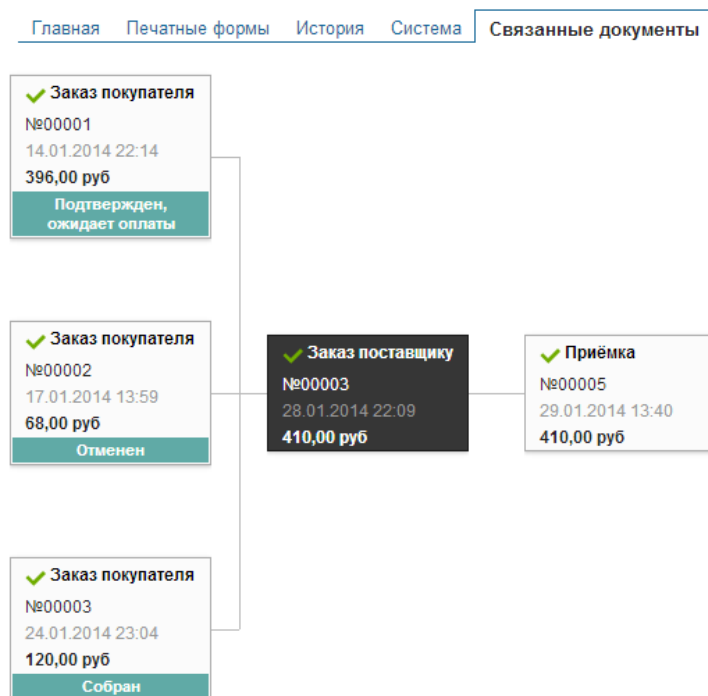 Главная Печатные формы История Система Связанные документы
Заказ покупателя
№00001
14.01.2014 22:14
396,00 руб
Подтвержден,
ожидает оплаты
Заказ покупателя
№00002
17.01.2014 13:59
68,00 руб
Отменен
Заказ поставщику
№00003
28.01.2014 22:09
410,00 руб
Приёмка
№00005
29.01.2014 13:40
410,00 руб
Заказ покупателя
№00003
24.01.2014 23:04
120,00 руб
Собран